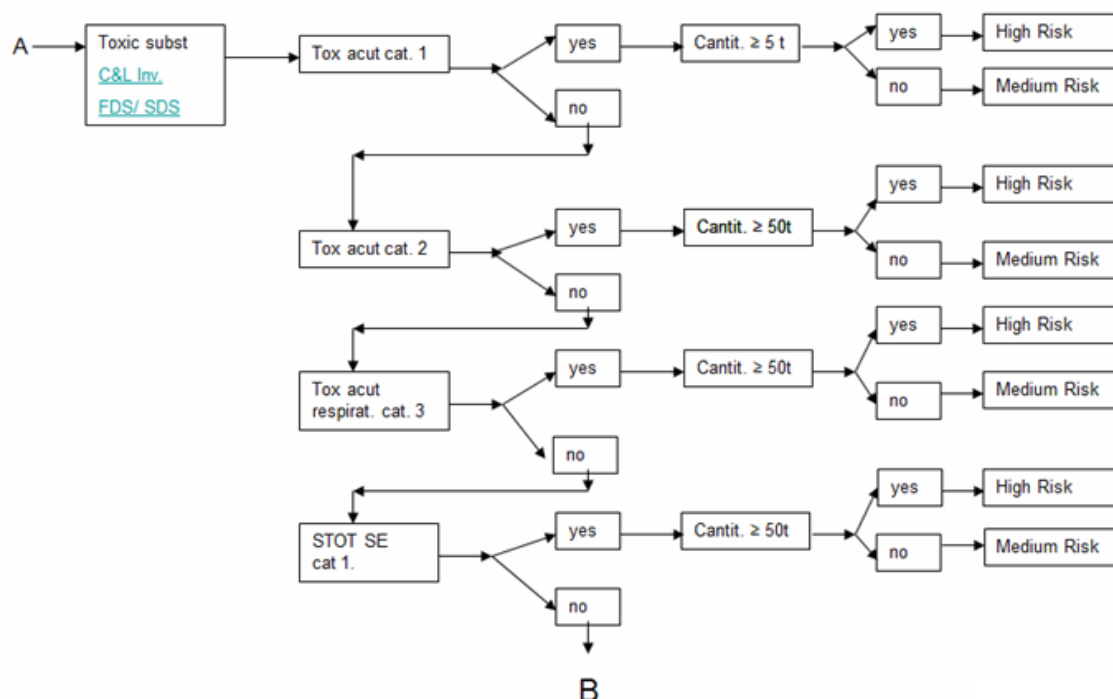 A
Toxic subst
C&L Inv.
FDS/ SDS
Tox acut cat. 1
yes
Cantit. ≥ 5 t
yes
High Risk
no
Medium Risk
no
Tox acut cat. 2
yes
Cantit. ≥ 50t
yes
High Risk
no
Medium Risk
no
Tox acut
respirat. cat. 3
yes
Cantit. ≥ 50t
yes
High Risk
no
Medium Risk
no
STOT SE
cat 1.
yes
Cantit. ≥ 50t
yes
High Risk
no
Medium Risk
no
B